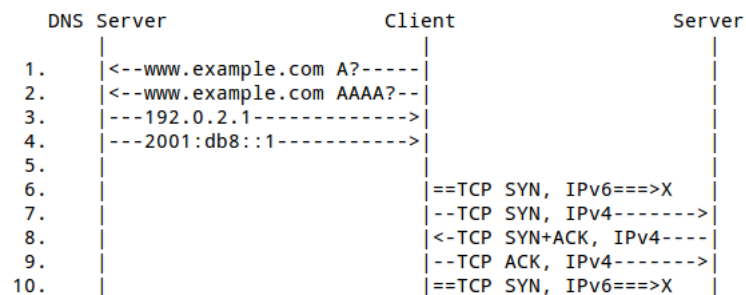 DNS Server                  Client                  Server
         |                          |                       |
  1.     |<--www.example.com A?-----|                       |
  2.     |<--www.example.com AAAA?--|                       |
  3.     |---192.0.2.1------------->|                       |
  4.     |---2001:db8::1----------->|                       |
  5.     |                          |                       |
  6.     |                          |==TCP SYN, IPv6===>X   |
  7.     |                          |--TCP SYN, IPv4------->|
  8.     |                          |<-TCP SYN+ACK, IPv4----|
  9.     |                          |--TCP ACK, IPv4------->|
 10.     |                          |==TCP SYN, IPv6===>X   |